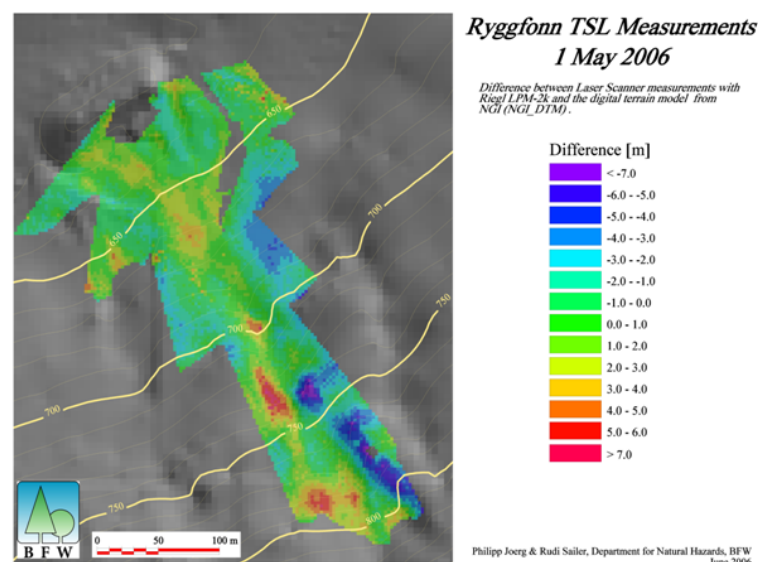 Ryggfonn TSL Measurements
1 May 2006
Difference between Laser Scanner measurements with
Riegl LPM-2k and the digital terrain model from
NGI (NGI_DTM) .
Difference [m]
< -7.0
-6.0 - -5.0
-5.0 - -4.0
-4.0 - -3.0
-3.0 - -2.0
-2.0 - -1.0
-1.0 - 0.0
0.0 - 1.0
1.0 - 2.0
2.0 - 3.0
3.0 - 4.0
4.0 - 5.0
5.0 - 6.0
> 7.0
650
700
650
750
700
700
750
750
800
B F W
0 50 100 m
Philipp Joerg & Rudi Sailer, Department for Natural Hazards, BFW
June 2006